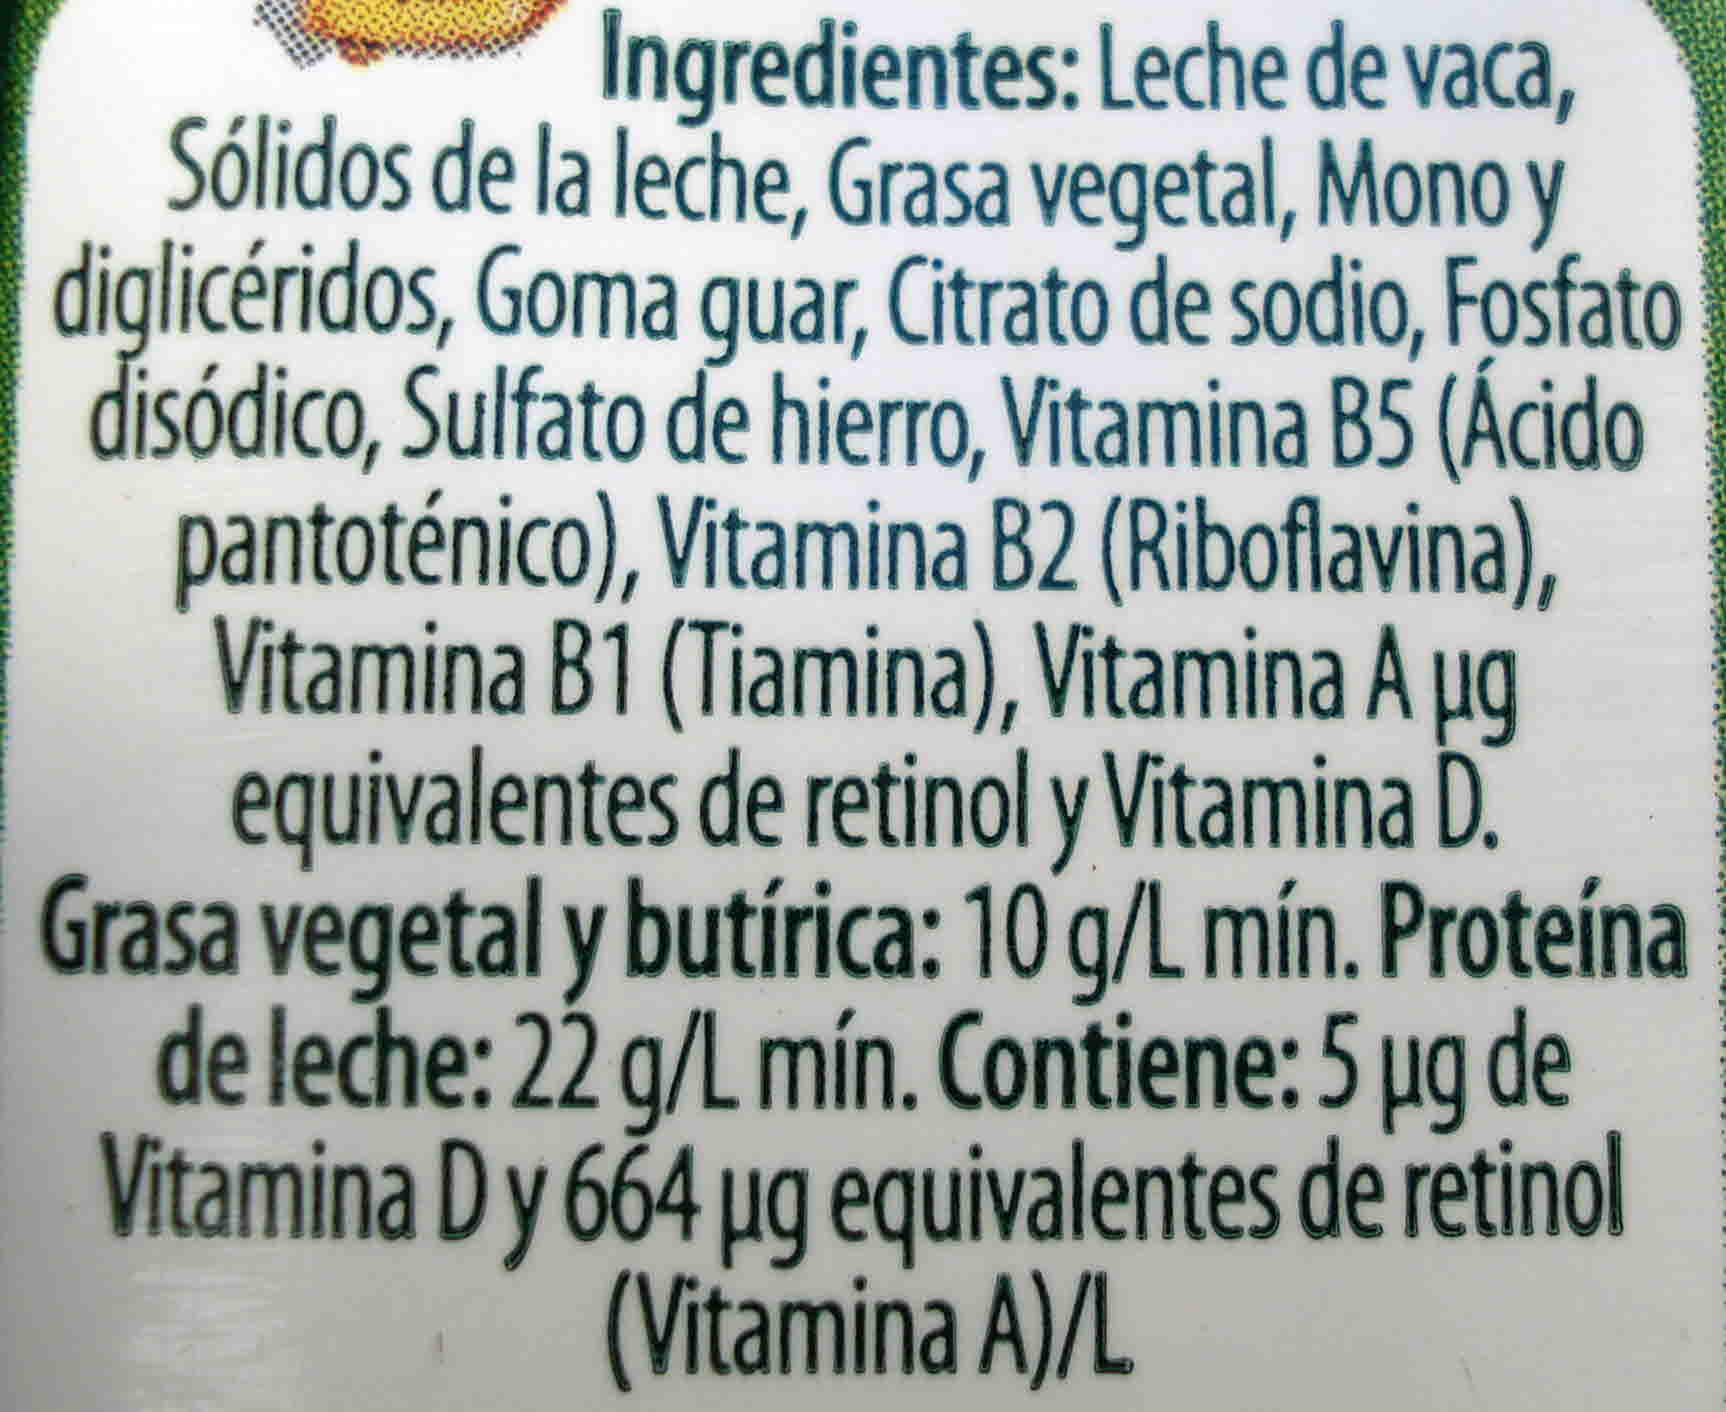 Ingredientes: Leche de vaca,
Sólidos de la leche, Grasa vegetal, Mono y
diglicéridos, Goma guar, Citrato de sodio, Fosfato
disódico, Sulfato de hierro, Vitamina B5 (Ácido
pantoténico), Vitamina B2 (Riboflavina),
Vitamina B1 (Tiamina), Vitamina A µg
equivalentes de retinol y Vitamina D.
Grasa vegetal y butírica: 10 g/L mín. Proteína
de leche: 22 g/L mín. Contiene: 5 µg de
Vitamina D y 664 µg equivalentes de retinol
(Vitamina A)/L